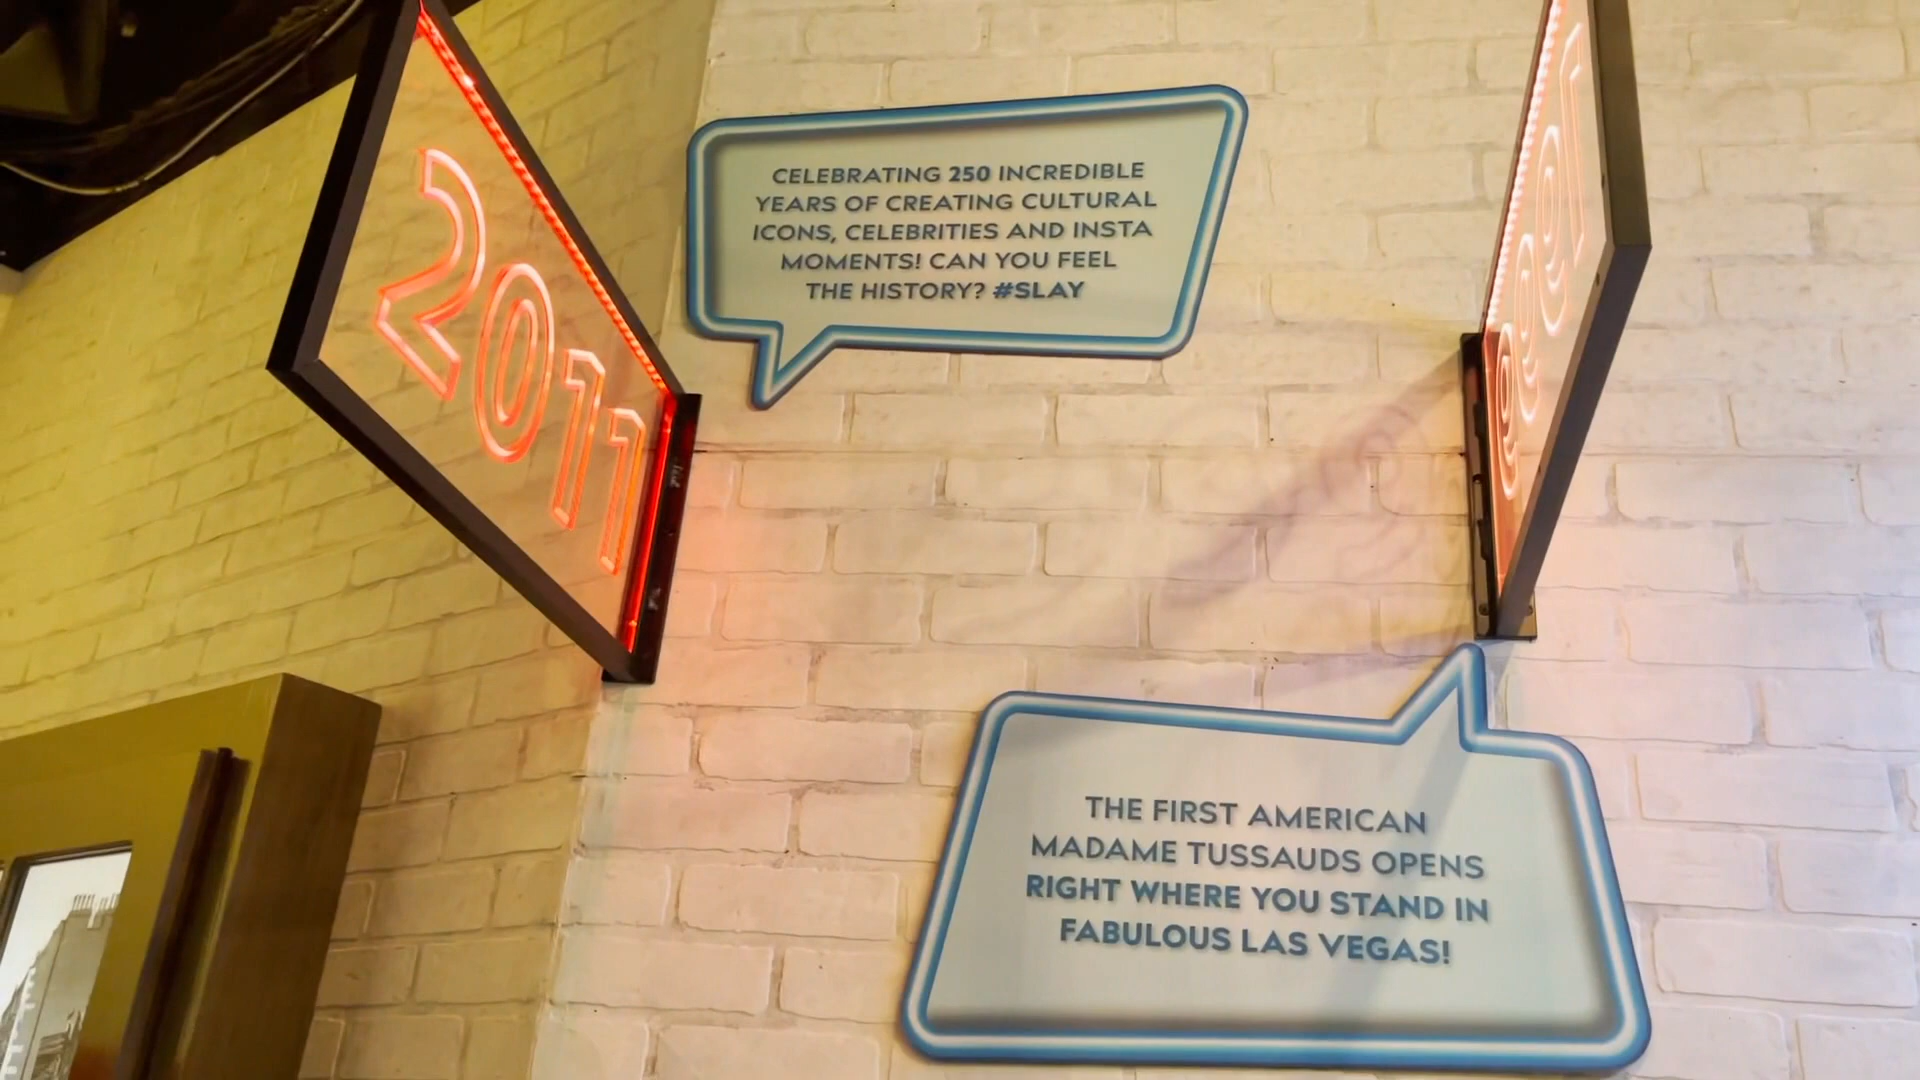 2011
CELEBRATING 250 INCREDIBLE
YEARS OF CREATING CULTURAL
ICONS, CELEBRITIES AND INSTA
MOMENTS! CAN YOU FEEL
THE HISTORY? #SLAY
1999
THE FIRST AMERICAN
MADAME TUSSAUDS OPENS
RIGHT WHERE YOU STAND IN
FABULOUS LAS VEGAS!